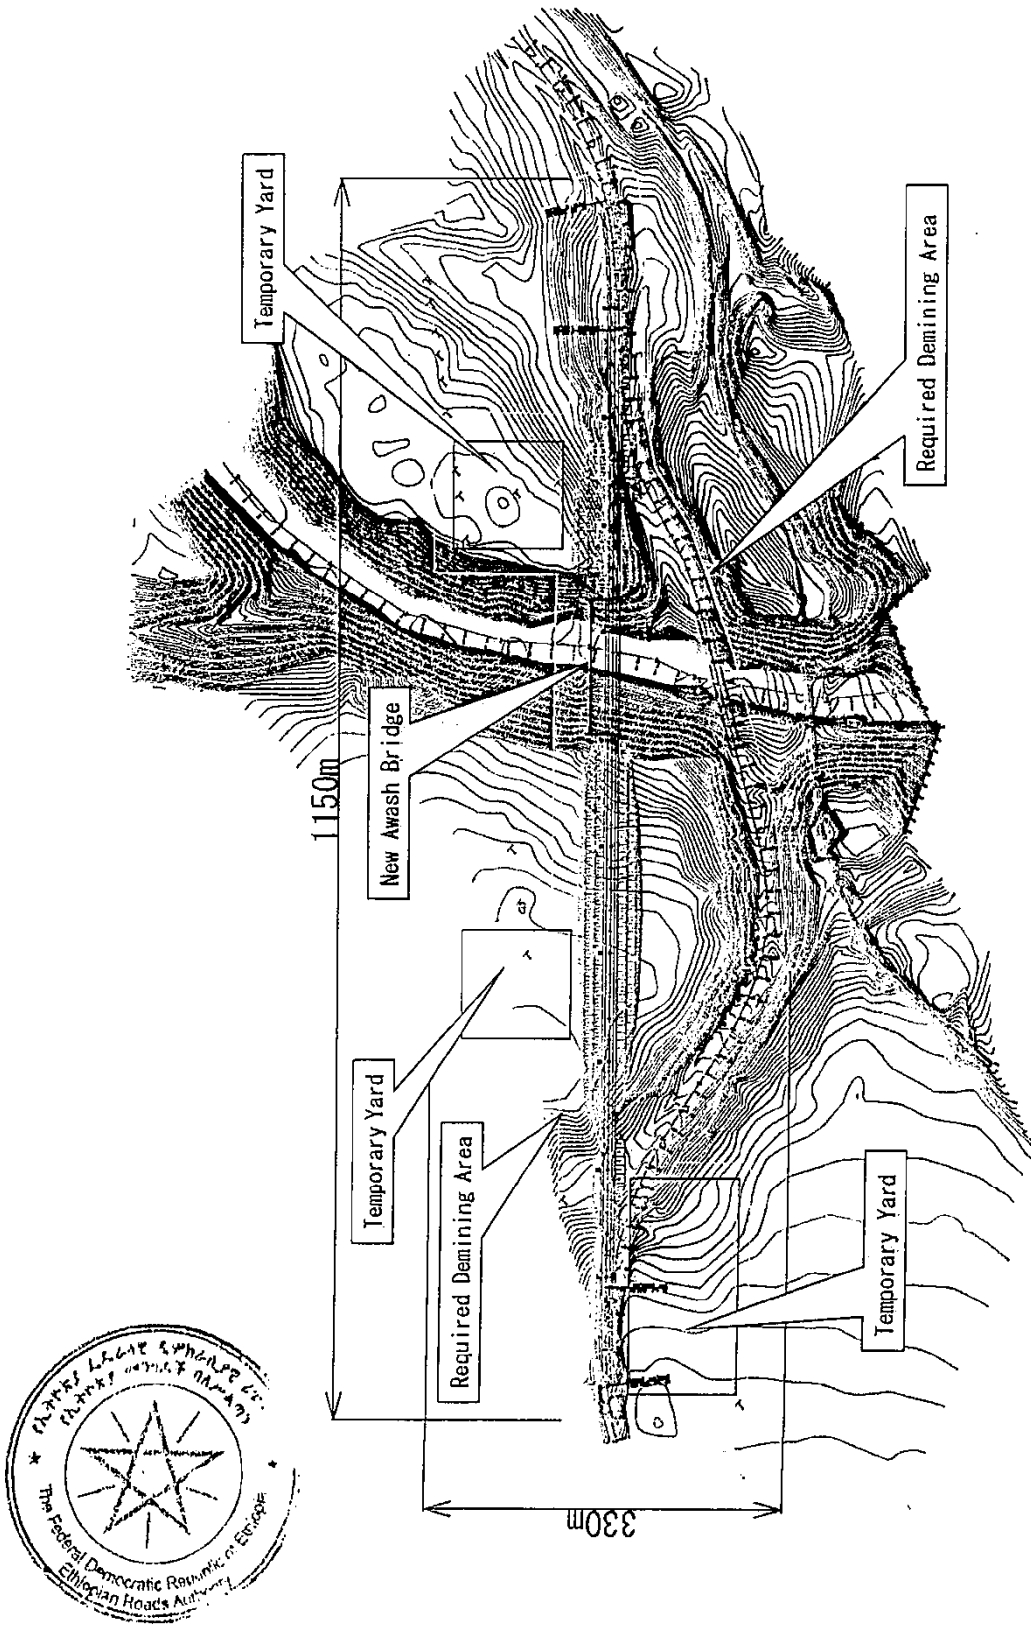 Temporary Yard
Required Demining Area
New Awash Bridge
1150m
Temporary Yard
Required Demining Area
Temporary Yard
330m
The Federal Democratic Republic of Ethiopia
Ethiopian Roads Authority